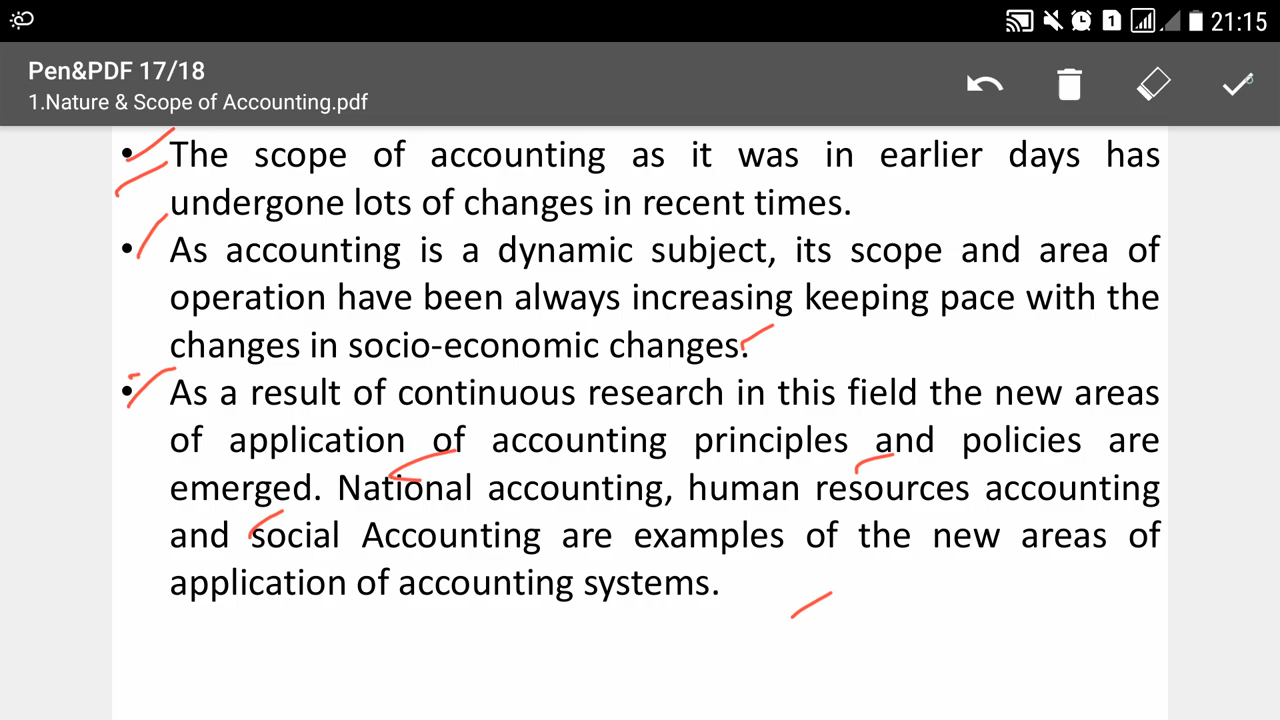 1 21:15
Pen&PDF 17/18
1.Nature & Scope of Accounting.pdf
• The scope of accounting as it was in earlier days has
undergone lots of changes in recent times.
• As accounting is a dynamic subject, its scope and area of
operation have been always increasing keeping pace with the
changes in socio-economic changes.
• As a result of continuous research in this field the new areas
of application of accounting principles and policies are
emerged. National accounting, human resources accounting
and social Accounting are examples of the new areas of
application of accounting systems.